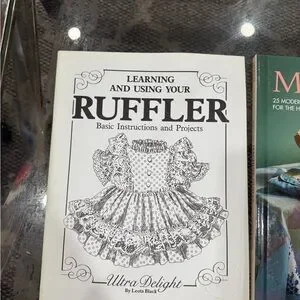 LEARNING
AND USING YOUR
RUFFLER
Basic Instructions and Projects
Ultra Delight
By Leota Black
M
25 MODER
FOR THE H